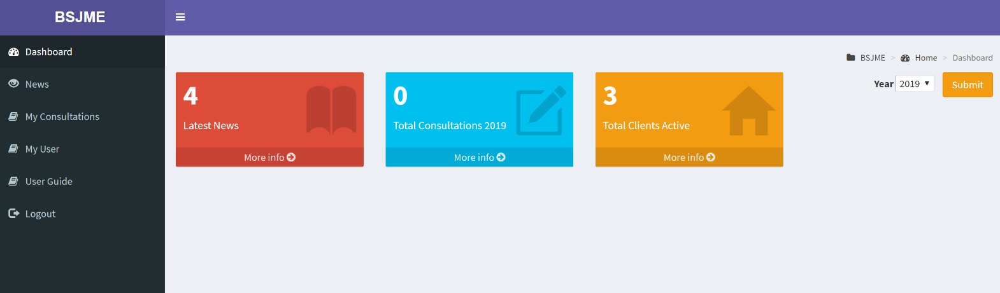 BSJME
Dashboard
News
My Consultations
My User
User Guide
Logout
BSJME > Home > Dashboard
Year 2019 Submit
4
Latest News
More info
0
Total Consultations 2019
More info
3
Total Clients Active
More info